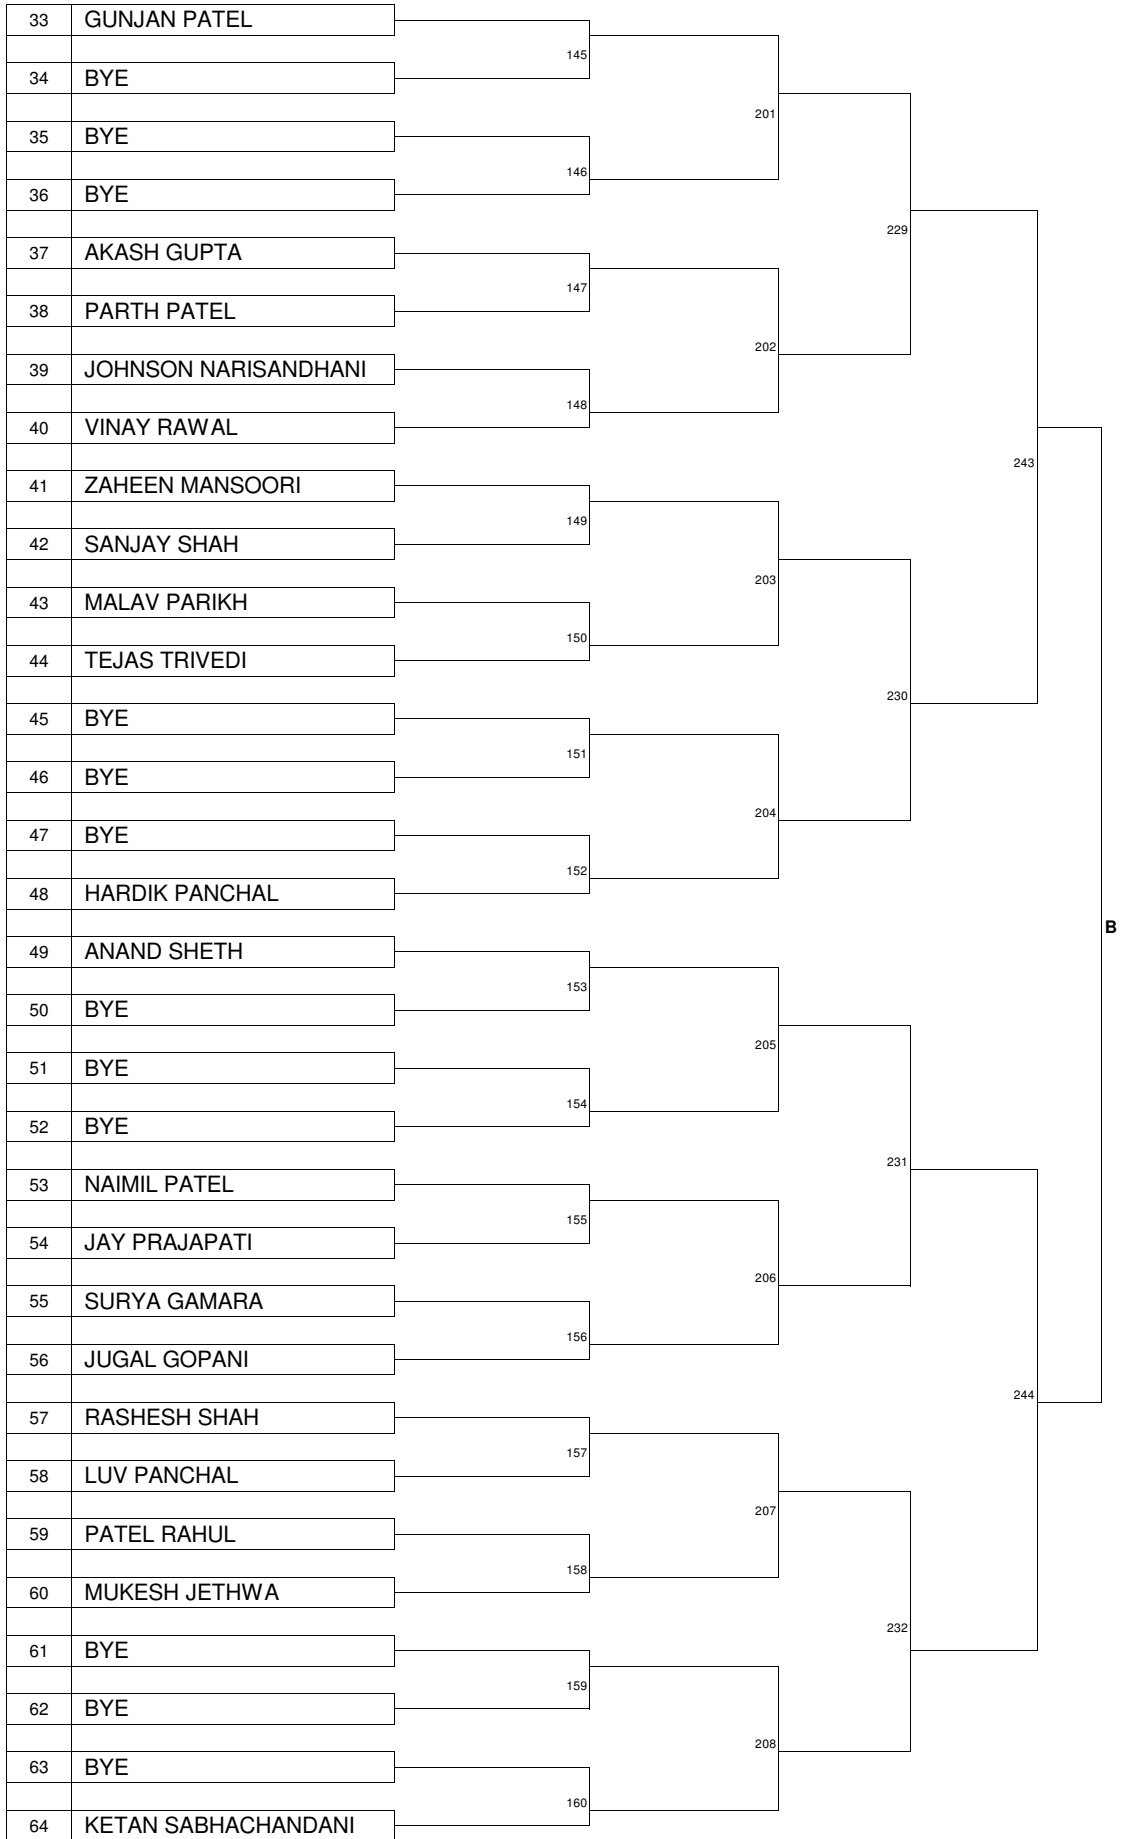 33 GUNJAN PATEL
145
34 BYE
201
35 BYE
146
36 BYE
229
37 AKASH GUPTA
147
38 PARTH PATEL
202
39 JOHNSON NARISANDHANI
148
40 VINAY RAWAL
243
41 ZAHEEN MANSOORI
149
42 SANJAY SHAH
203
43 MALAV PARIKH
150
44 TEJAS TRIVEDI
230
45 BYE
151
46 BYE
204
47 BYE
152
48 HARDIK PANCHAL
B
49 ANAND SHETH
153
50 BYE
205
51 BYE
154
52 BYE
231
53 NAIMIL PATEL
155
54 JAY PRAJAPATI
206
55 SURYA GAMARA
156
56 JUGAL GOPANI
244
57 RASHESH SHAH
157
58 LUV PANCHAL
207
59 PATEL RAHUL
158
60 MUKESH JETHWA
232
61 BYE
159
62 BYE
208
63 BYE
160
64 KETAN SABHACHANDANI